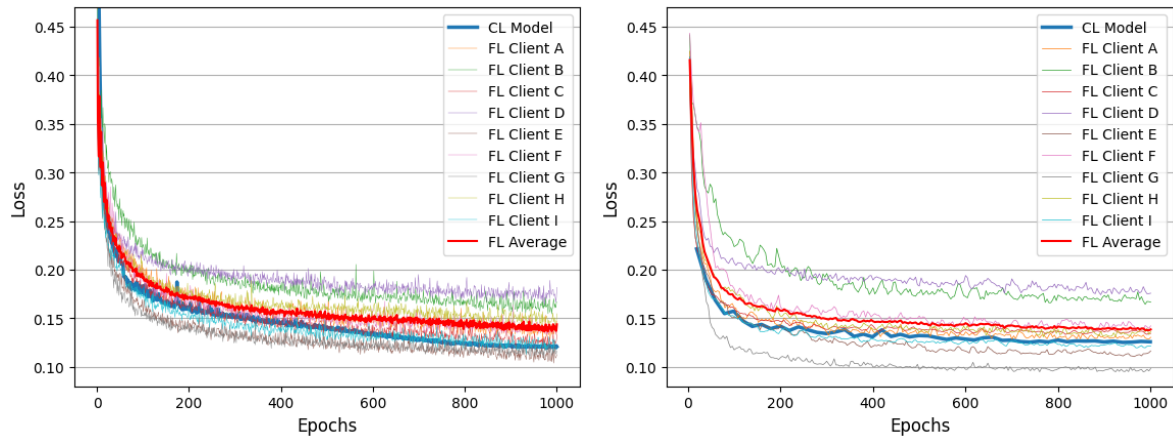 0.45
0.40
0.35
0.30
0.25
0.20
0.15
0.10
Loss
0
200
400
600
800
1000
Epochs
CL Model
FL Client A
FL Client B
FL Client C
FL Client D
FL Client E
FL Client F
FL Client G
FL Client H
FL Client I
FL Average
0.45
0.40
0.35
0.30
0.25
0.20
0.15
0.10
Loss
0
200
400
600
800
1000
Epochs
CL Model
FL Client A
FL Client B
FL Client C
FL Client D
FL Client E
FL Client F
FL Client G
FL Client H
FL Client I
FL Average